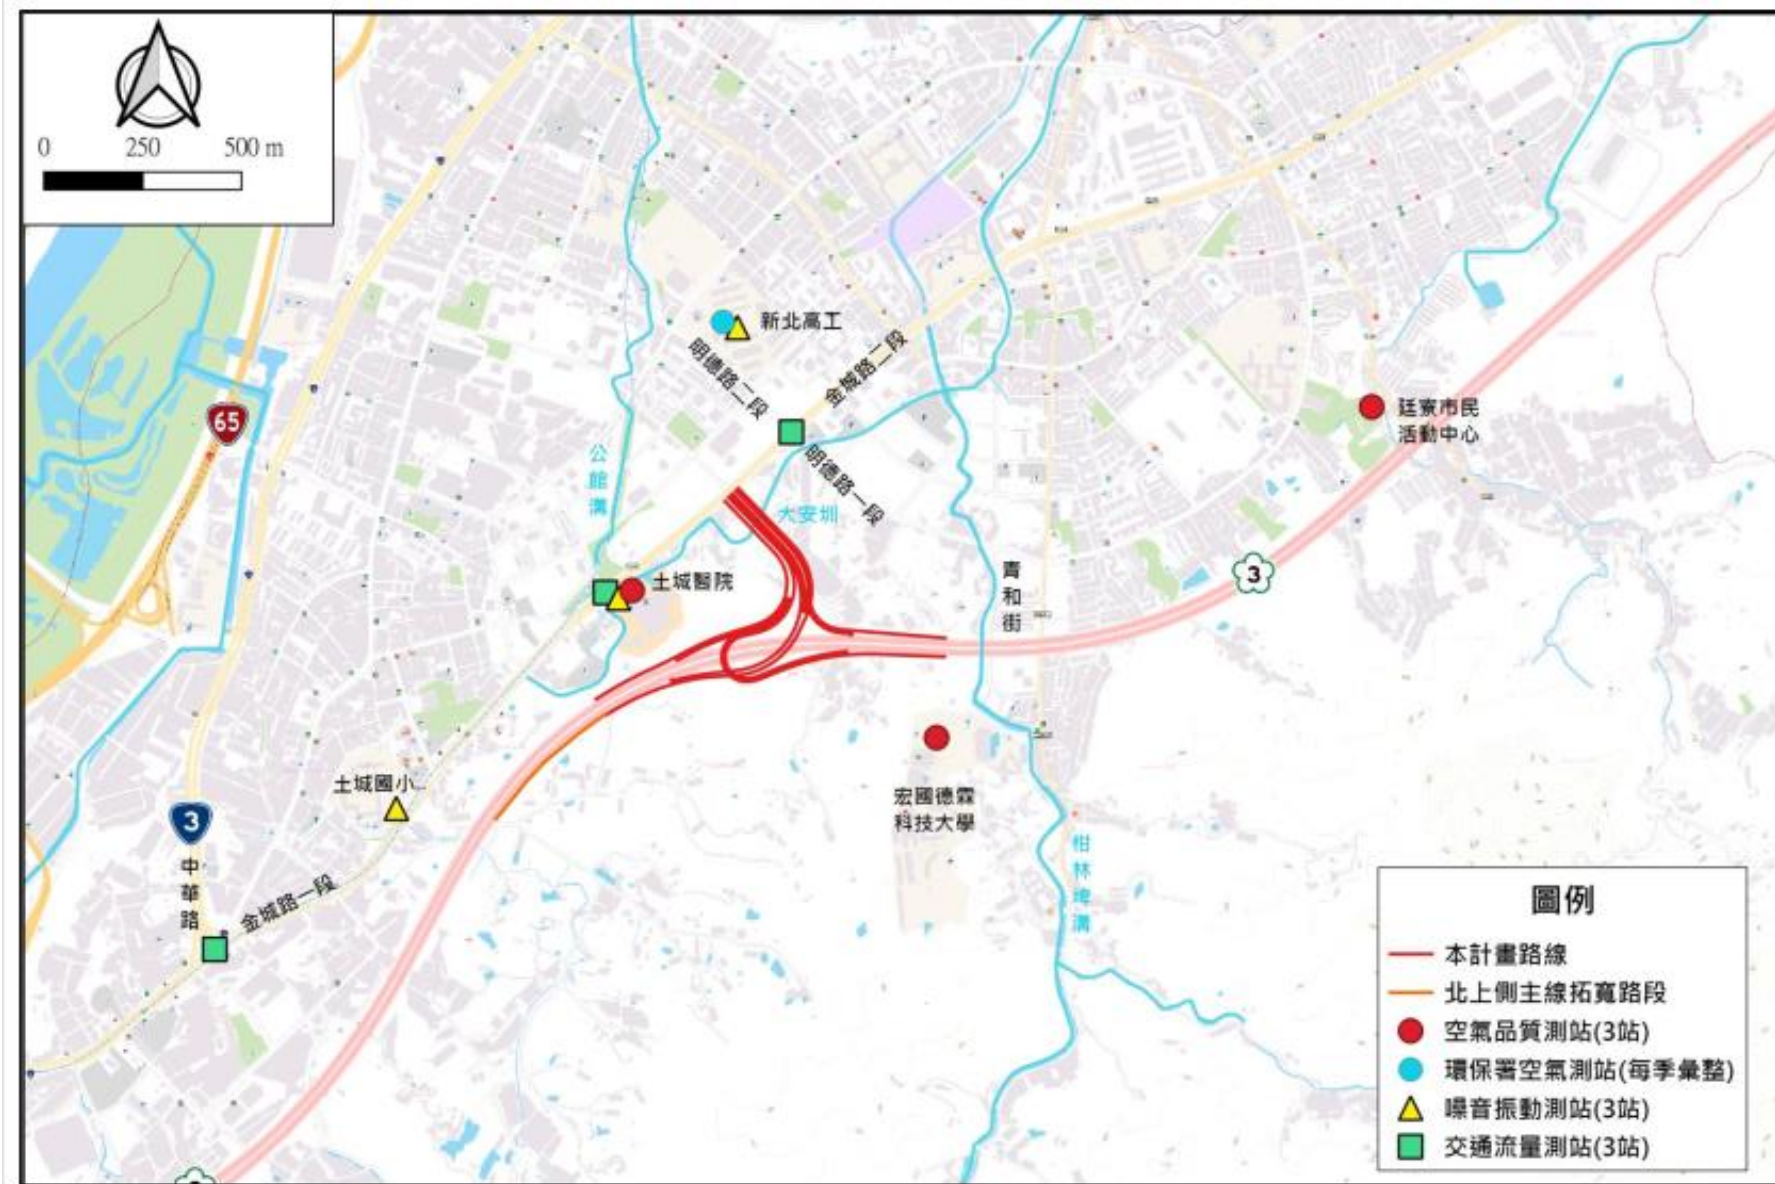 0 250 500 m
新北高工
明德路二段
金城路二段
65
廷寮市民
活動中心
公館溝
明德路一段
大安圳
土城醫院
青和街
3
土城國小
宏國德霖
科技大學
3
中華路
金城路一段
柑林埤溝
圖例
本計畫路線
北上側主線拓寬路段
空氣品質測站(3站)
環保署空氣測站(每季彙整)
噪音振動測站(3站)
交通流量測站(3站)